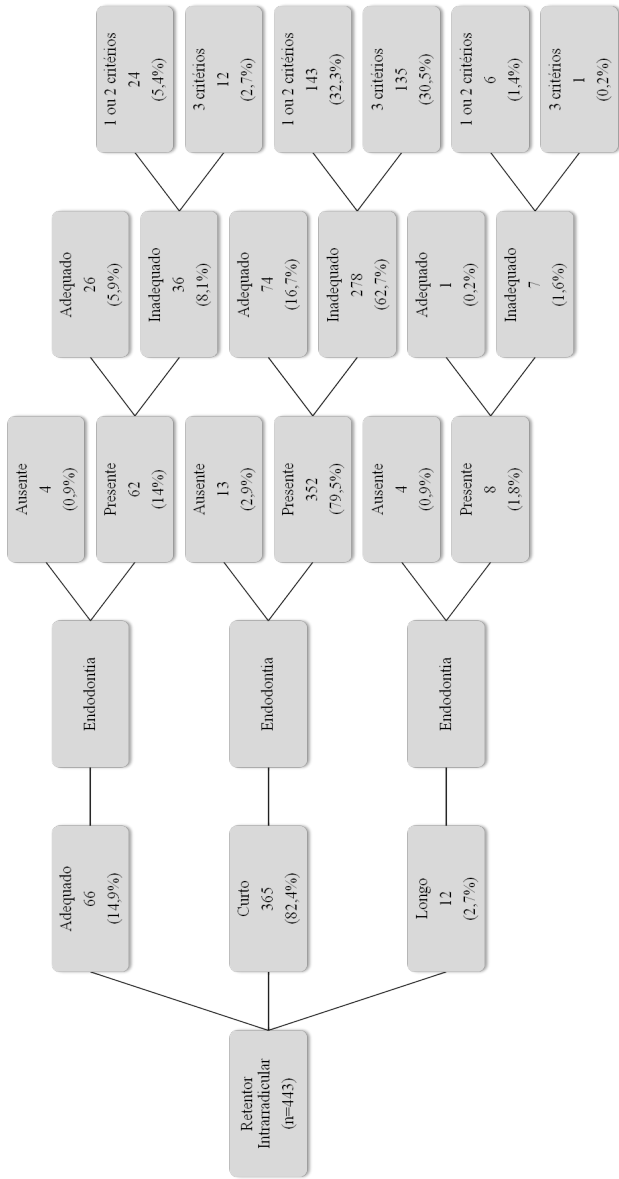 Retentor
Intrarradicular
(n=443)
Adequado
66
(14,9%)
Curto
365
(82,4%)
Longo
12
(2,7%)
Endodontia
Endodontia
Endodontia
Ausente
4
(0,9%)
Presente
62
(14%)
Ausente
13
(2,9%)
Presente
352
(79,5%)
Ausente
4
(0,9%)
Presente
8
(1,8%)
Adequado
26
(5,9%)
Inadequado
36
(8,1%)
Adequado
74
(16,7%)
Inadequado
278
(62,7%)
Adequado
1
(0,2%)
Inadequado
7
(1,6%)
1 ou 2 critérios
24
(5,4%)
3 critérios
12
(2,7%)
1 ou 2 critérios
143
(32,3%)
3 critérios
135
(30,5%)
1 ou 2 critérios
6
(1,4%)
3 critérios
1
(0,2%)